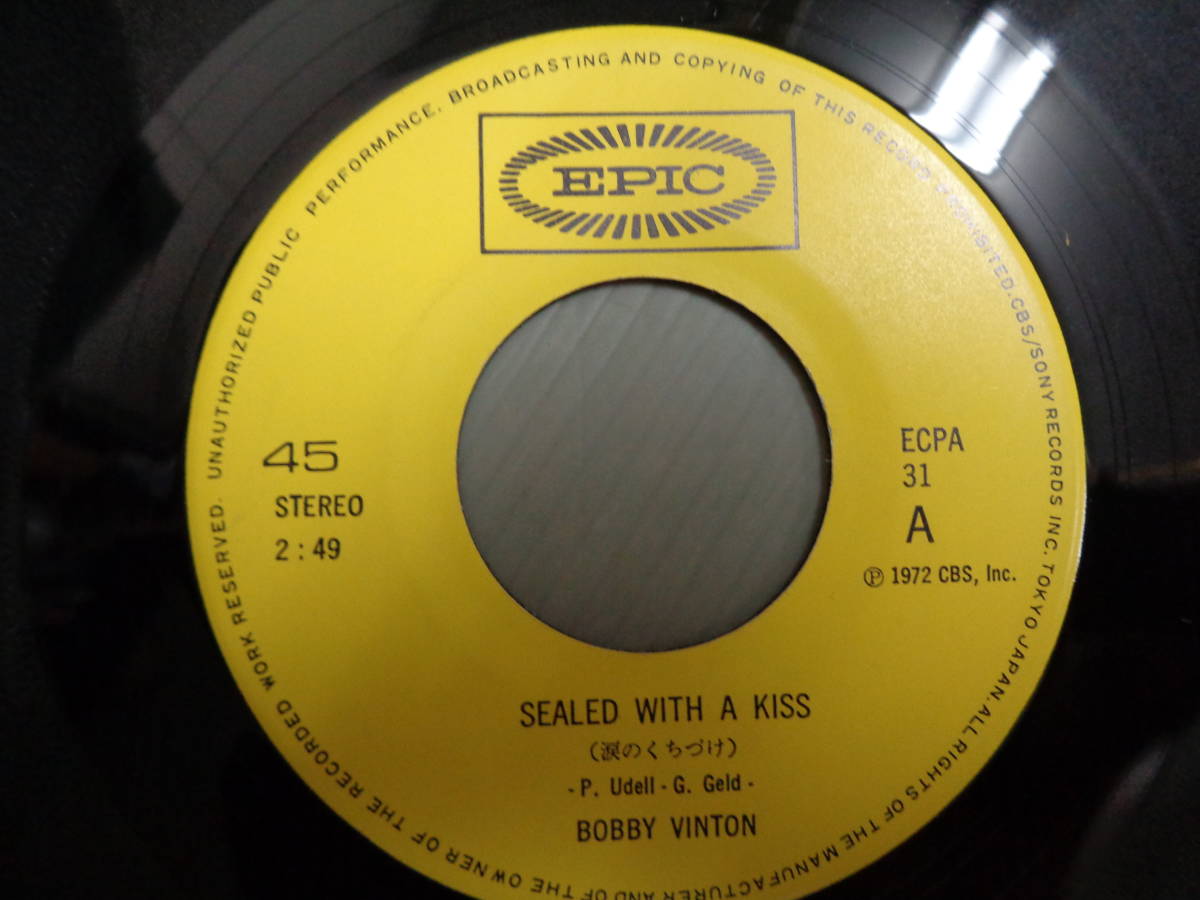 EPIC
45
STEREO
2:49
ECPA
31
A
Ⓟ 1972 CBS, Inc.
SEALED WITH A KISS
(涙のくちづけ)
- P. Udell - G. Geld -
BOBBY VINTON
ALL RIGHTS OF THE MANUFACTURER AND OF THE OWNER OF THE RECORDED WORK RESERVED. UNAUTHORIZED PUBLIC PERFORMANCE. BROADCASTING AND COPYING OF THIS RECORD PROHIBITED. CBS/SONY RECORDS INC. TOKYO JAPAN.